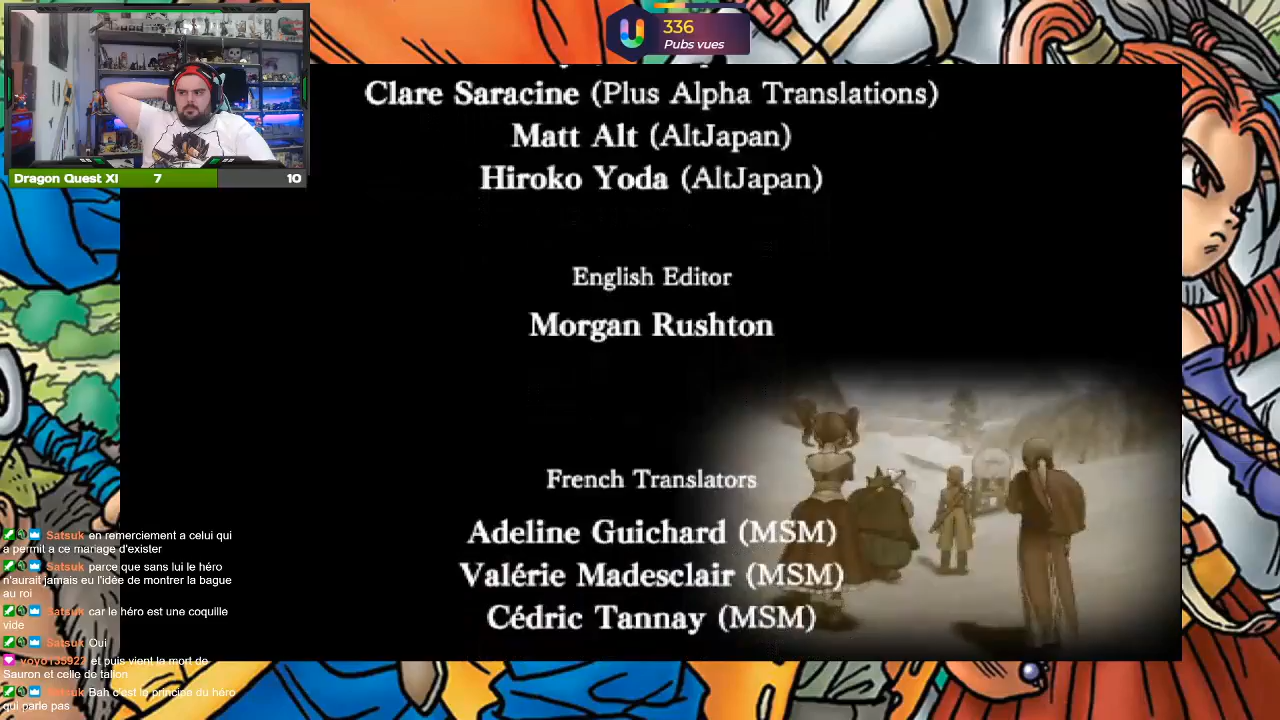 336
Pubs vues
Clare Saracine (Plus Alpha Translations)
Matt Alt (AltJapan)
Hiroko Yoda (AltJapan)
Dragon Quest XI 7 10
English Editor
Morgan Rushton
French Translators
Adeline Guichard (MSM)
Valérie Madesclair (MSM)
Cédric Tannay (MSM)
Satsuk en remerciement a celui qui
a permit a ce mariage d'exister
Satsuk parce que sans lui le héro
n'aurait jamais eu l'idée de montrer la bague
au roi
Satsuk car le héro est une coquille
vide
Satsuk Oui
yoyo135922 et puis vient la mort de
Sauron et celle de tallon
Satsuk Bah c'est le principe du héro
qui parle pas